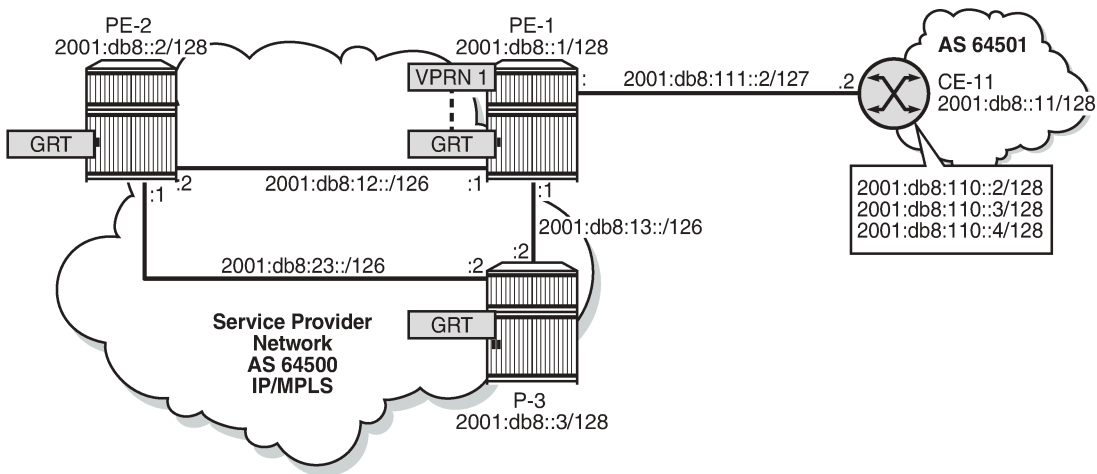 PE-2
2001:db8::2/128
PE-1
2001:db8::1/128
AS 64501
VPRN 1
:
2001:db8:111::2/127
.2
CE-11
2001:db8::11/128
GRT
GRT
:2
2001:db8:12::/126
:1
:1
:1
2001:db8:110::2/128
2001:db8:110::3/128
2001:db8:110::4/128
2001:db8:13::/126
:2
2001:db8:23::/126
:2
Service Provider
Network
AS 64500
IP/MPLS
GRT
P-3
2001:db8::3/128